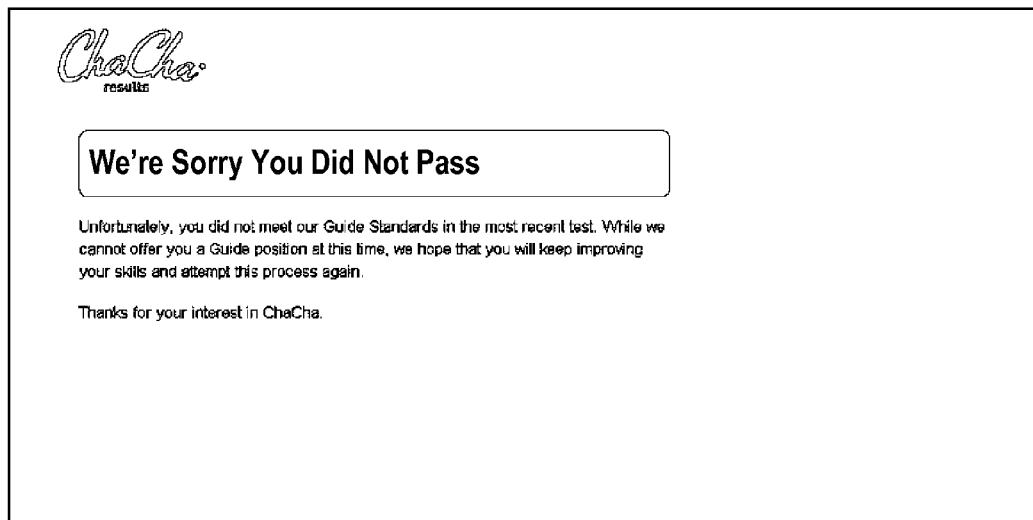 ChaCha
results
We're Sorry You Did Not Pass
Unfortunately, you did not meet our Guide Standards in the most recent test. While we
cannot offer you a Guide position at this time, we hope that you will keep improving
your skills and attempt this process again.
Thanks for your interest in ChaCha.